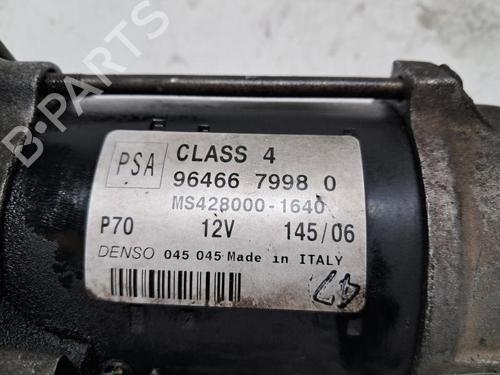 B-PARTS
PSA CLASS 4
96466 7998 0
MS428000-1640
P70 12V 145/06
DENSO 045 045 Made in ITALY
47